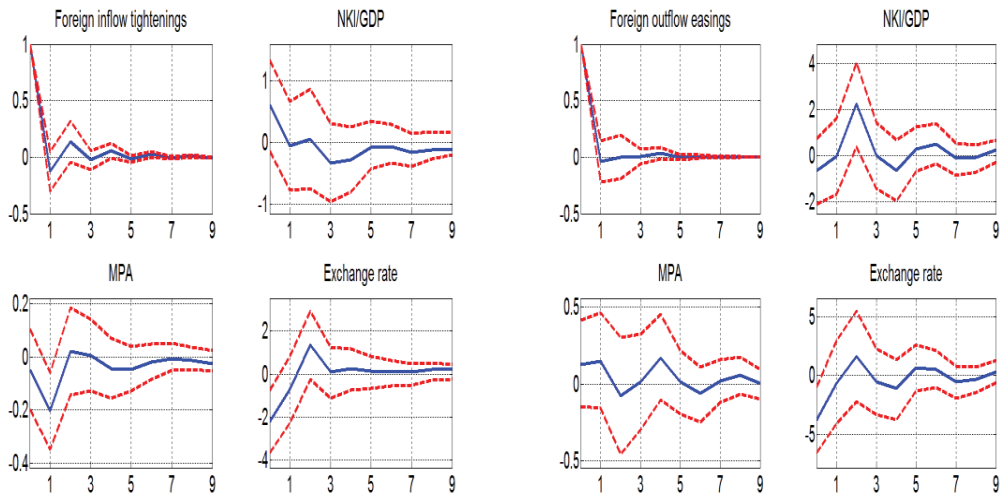 Foreign inflow tightenings
1
0.5
0
-0.5
1 3 5 7 9
NKI/GDP
1
0
-1
1 3 5 7 9
MPA
0.2
0
-0.2
-0.4
1 3 5 7 9
Exchange rate
2
0
-2
-4
1 3 5 7 9
Foreign outflow easings
1
0.5
0
-0.5
1 3 5 7 9
NKI/GDP
4
2
0
-2
1 3 5 7 9
MPA
0.5
0
-0.5
1 3 5 7 9
Exchange rate
5
0
-5
1 3 5 7 9